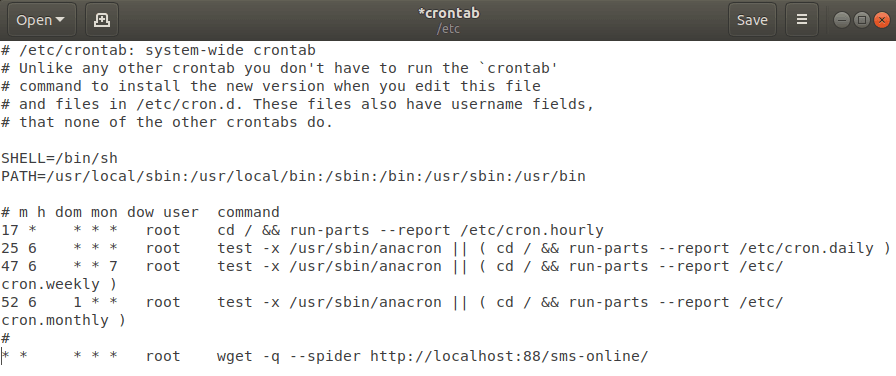 Open
*crontab
/etc
Save
# /etc/crontab: system-wide crontab
# Unlike any other crontab you don't have to run the `crontab'
# command to install the new version when you edit this file
# and files in /etc/cron.d. These files also have username fields,
# that none of the other crontabs do.
SHELL=/bin/sh
PATH=/usr/local/sbin:/usr/local/bin:/sbin:/bin:/usr/sbin:/usr/bin
# m h dom mon dow user  command
17 *    * * *   root    cd / && run-parts --report /etc/cron.hourly
25 6    * * *   root    test -x /usr/sbin/anacron || ( cd / && run-parts --report /etc/cron.daily )
47 6    * * 7   root    test -x /usr/sbin/anacron || ( cd / && run-parts --report /etc/
cron.weekly )
52 6    1 * *   root    test -x /usr/sbin/anacron || ( cd / && run-parts --report /etc/
cron.monthly )
#
* *     * * *   root    wget -q --spider http://localhost:88/sms-online/